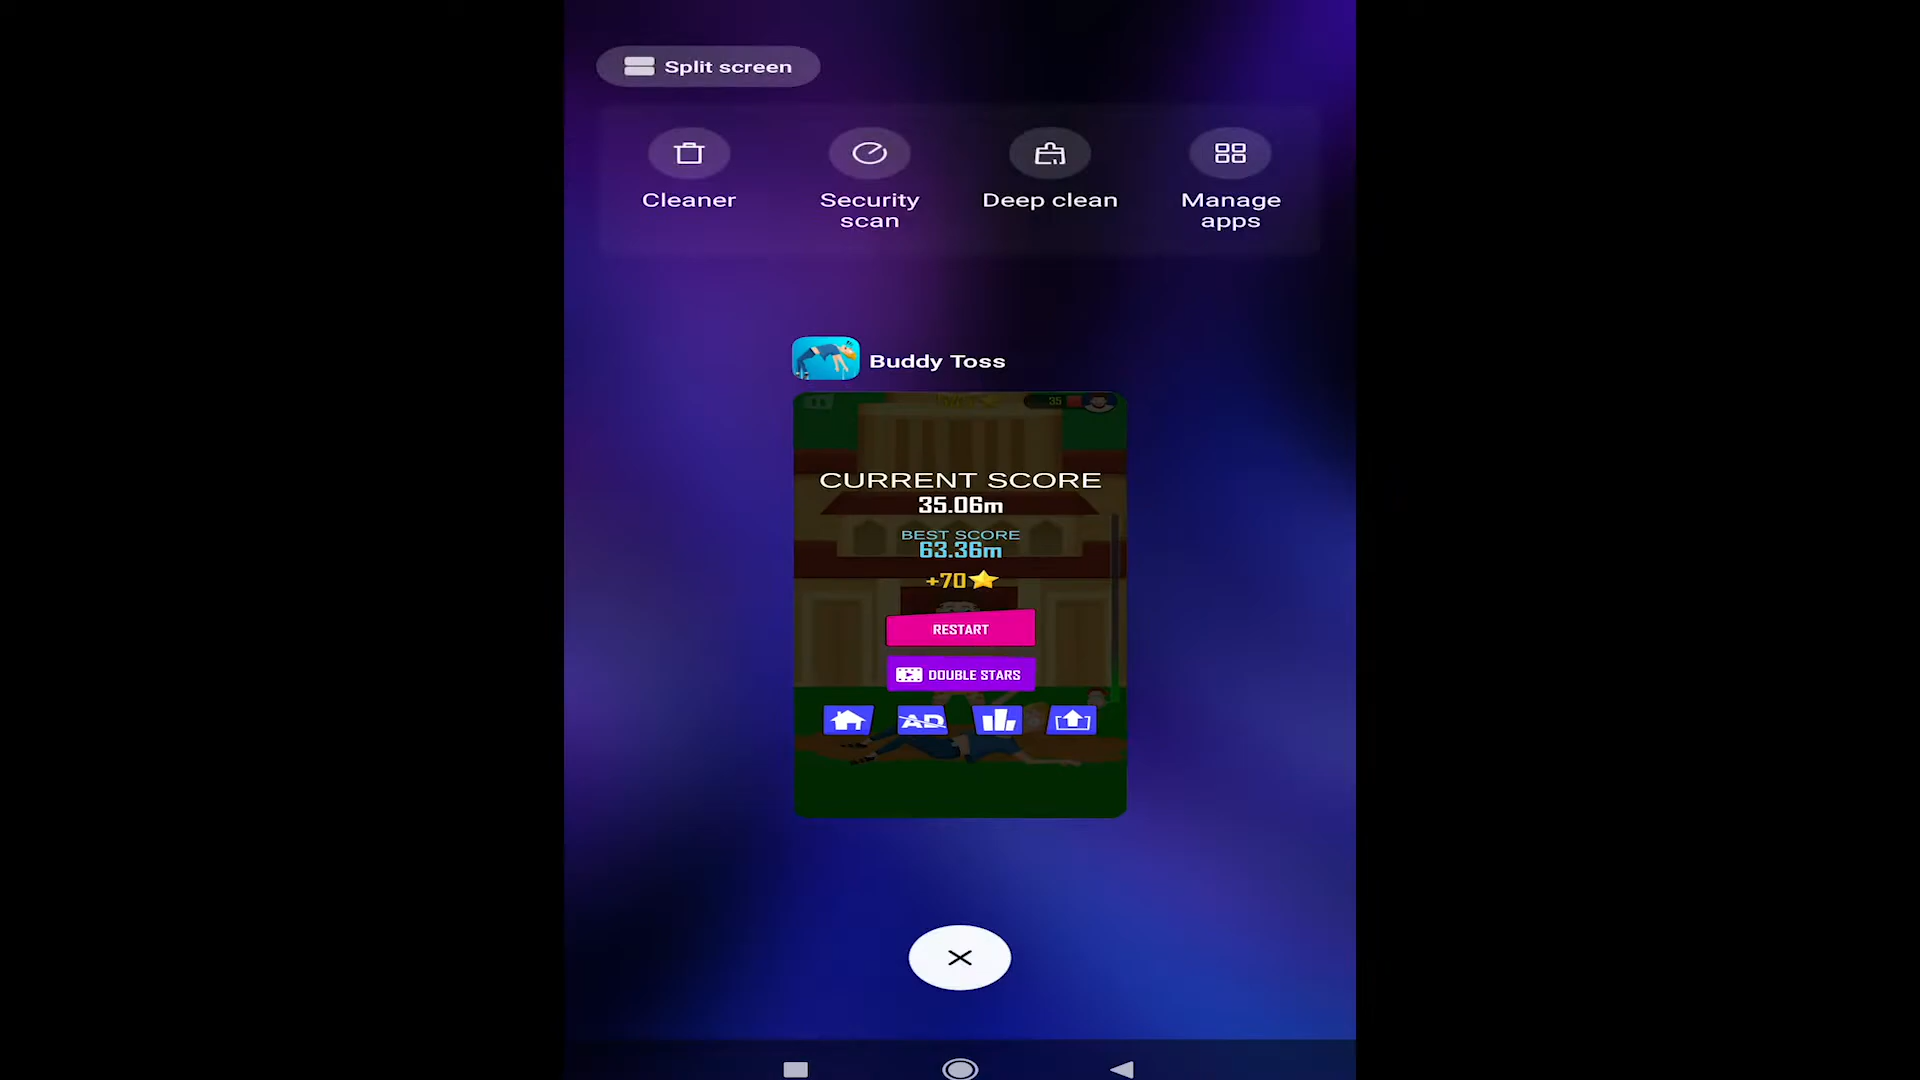 Split screen
Cleaner
Security
scan
Deep clean
Manage
apps
Buddy Toss
35
CURRENT SCORE
35.06m
BEST SCORE
63.36m
+70
RESTART
DOUBLE STARS
AD